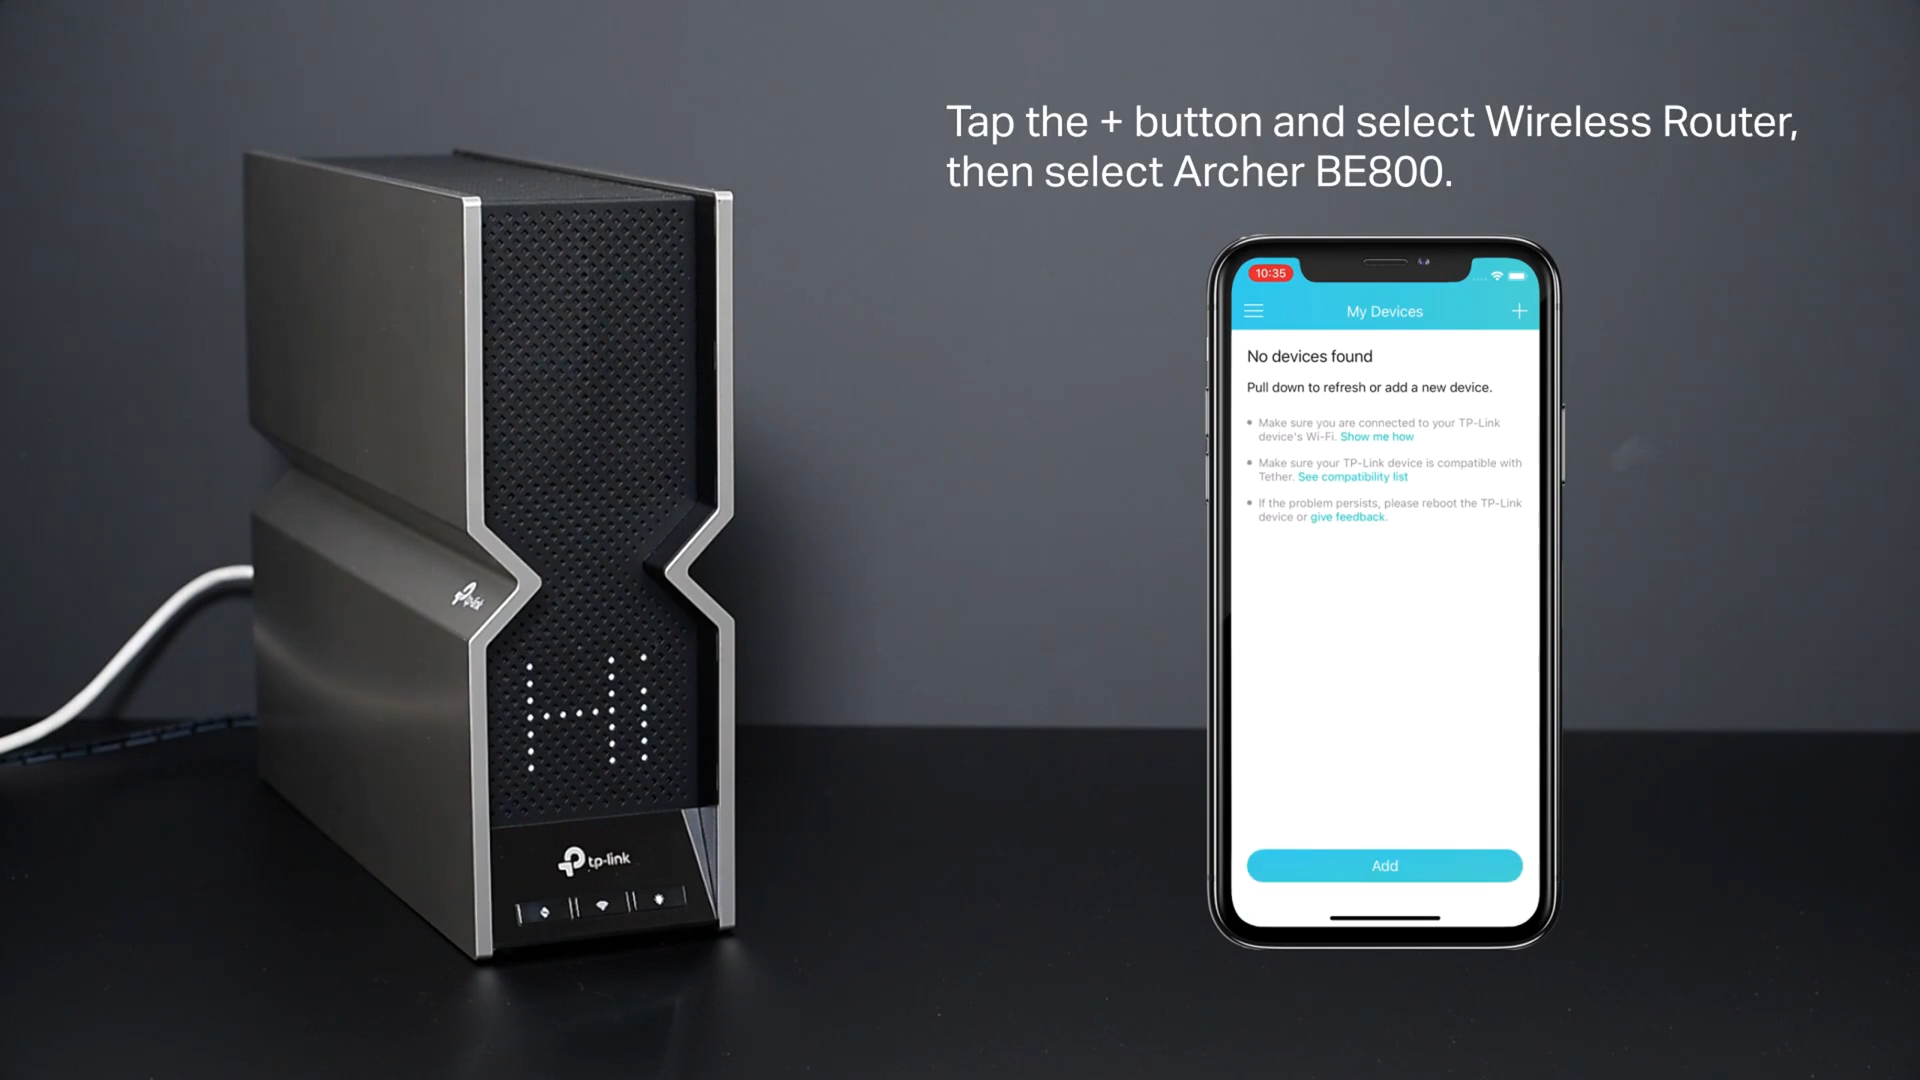 Tap the + button and select Wireless Router,
then select Archer BE800.
10:35
My Devices
No devices found
Pull down to refresh or add a new device.
Make sure you are connected to your TP-Link
device's Wi-Fi. Show me how
Make sure your TP-Link device is compatible with
Tether. See compatibility list
If the problem persists, please reboot the TP-Link
device or give feedback.
Add
tp-link
HI
tp-link